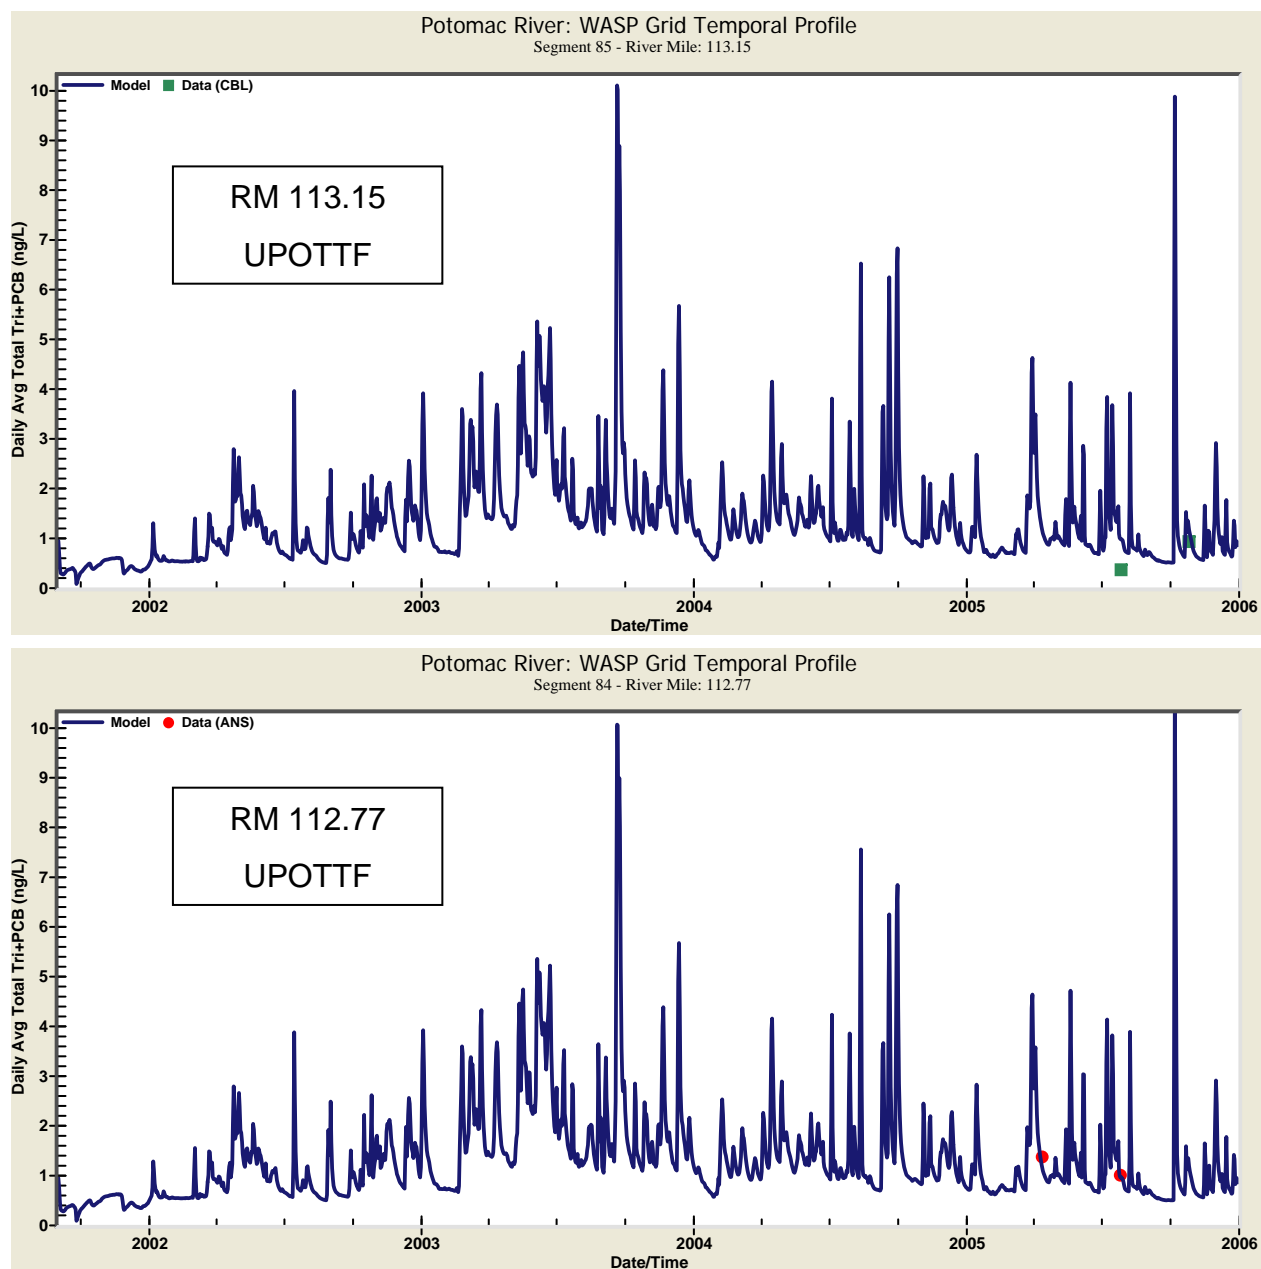 Potomac River: WASP Grid Temporal Profile
Segment 85 - River Mile: 113.15
Model Data (CBL)
10
9
8
7
6
5
4
3
2
1
0
Daily Avg Total Tri+PCB (ng/L)
RM 113.15
UPOTTF
2002 2003 2004 2005 2006
Date/Time
Potomac River: WASP Grid Temporal Profile
Segment 84 - River Mile: 112.77
Model Data (ANS)
10
9
8
7
6
5
4
3
2
1
0
Daily Avg Total Tri+PCB (ng/L)
RM 112.77
UPOTTF
2002 2003 2004 2005 2006
Date/Time